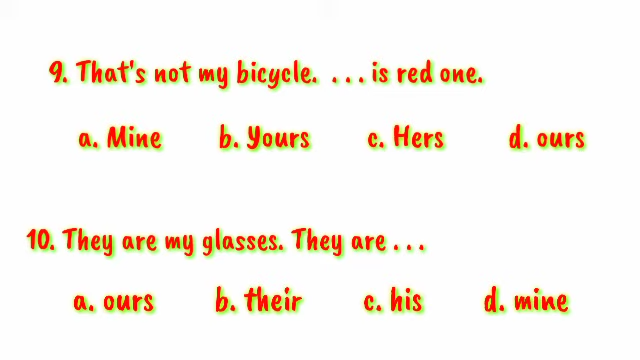 9. That's not my bicycle. ... is red one.
a. Mine b. Yours c. Hers d. ours
10. They are my glasses. They are ...
a. ours b. their c. his d. mine